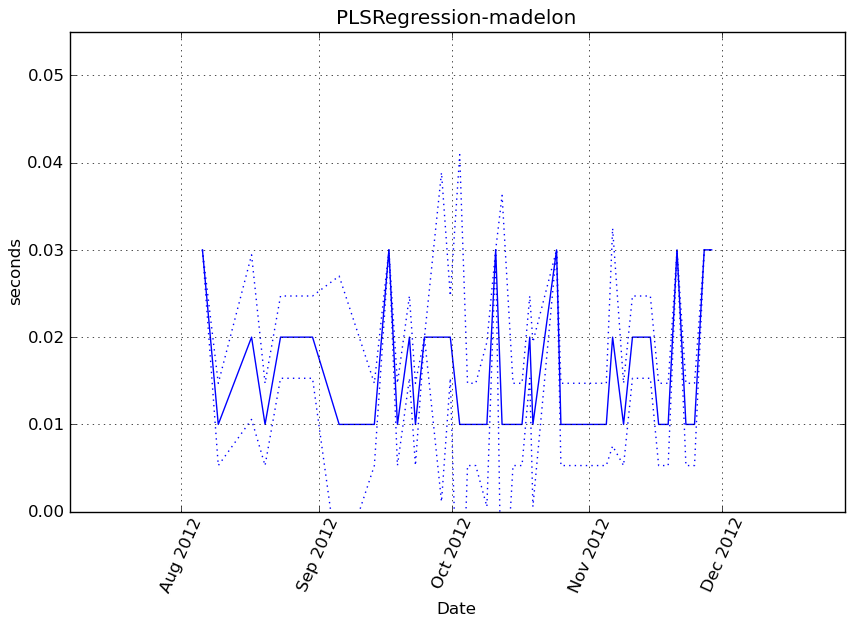 PLSRegression-madelon
0.05
0.04
0.03
0.02
0.01
0.00
seconds
Aug 2012
Sep 2012
Oct 2012
Nov 2012
Dec 2012
Date